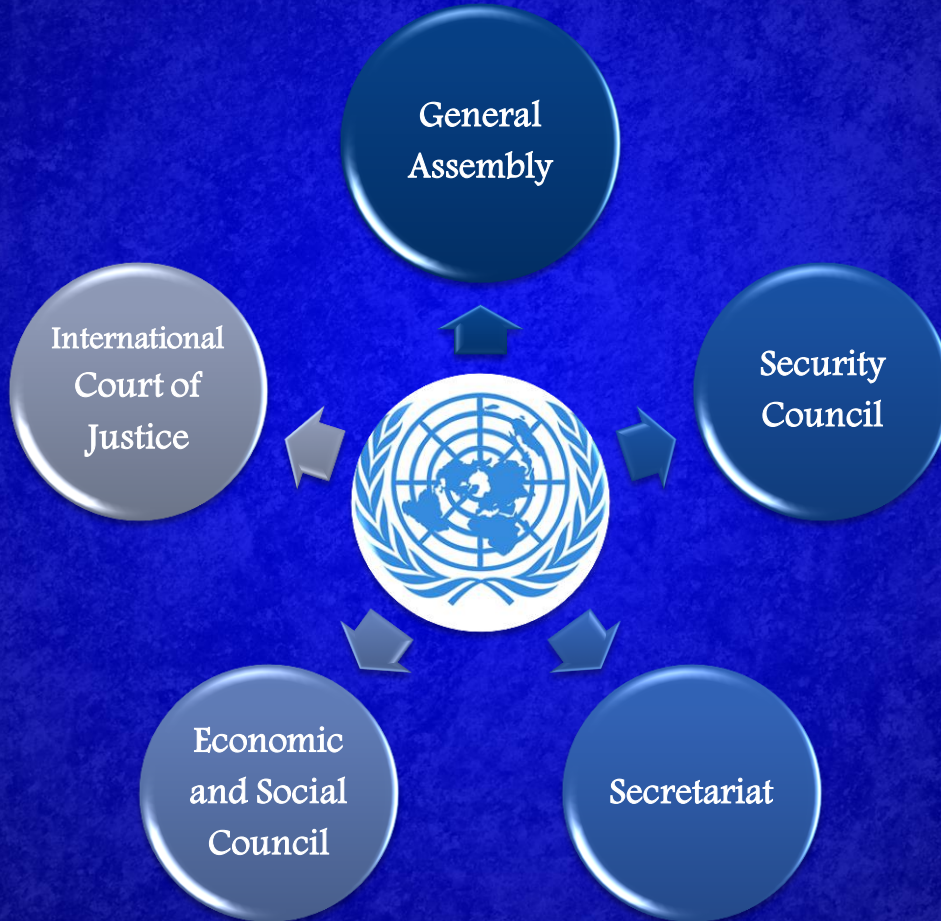 General
Assembly
International
Court of
Justice
Security
Council
Economic
and Social
Council
Secretariat